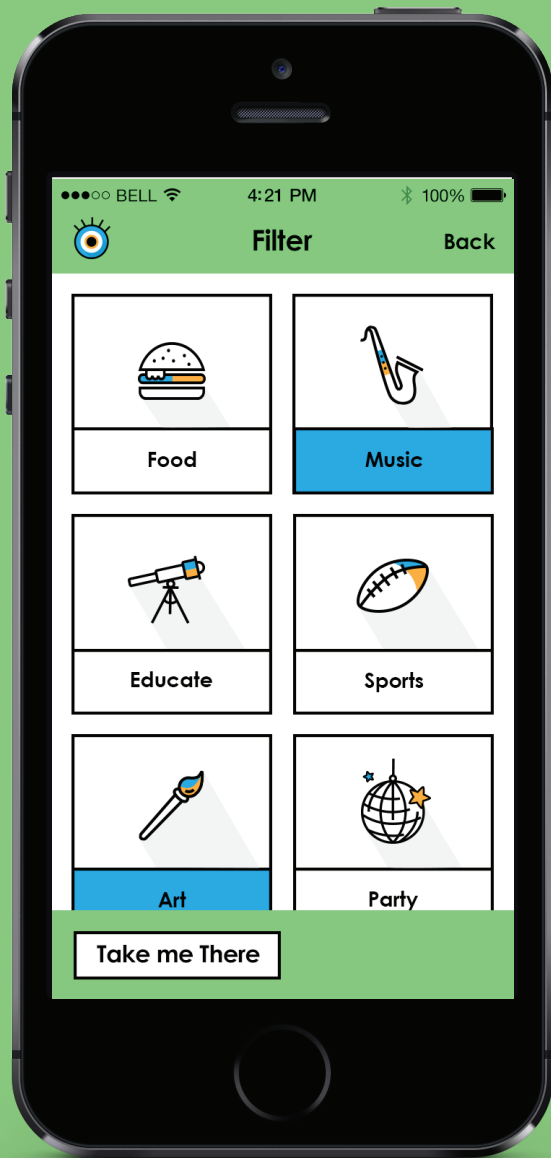 BELL 4:21 PM 100%
Filter Back
Food Music
Educate Sports
Art Party
Take me There